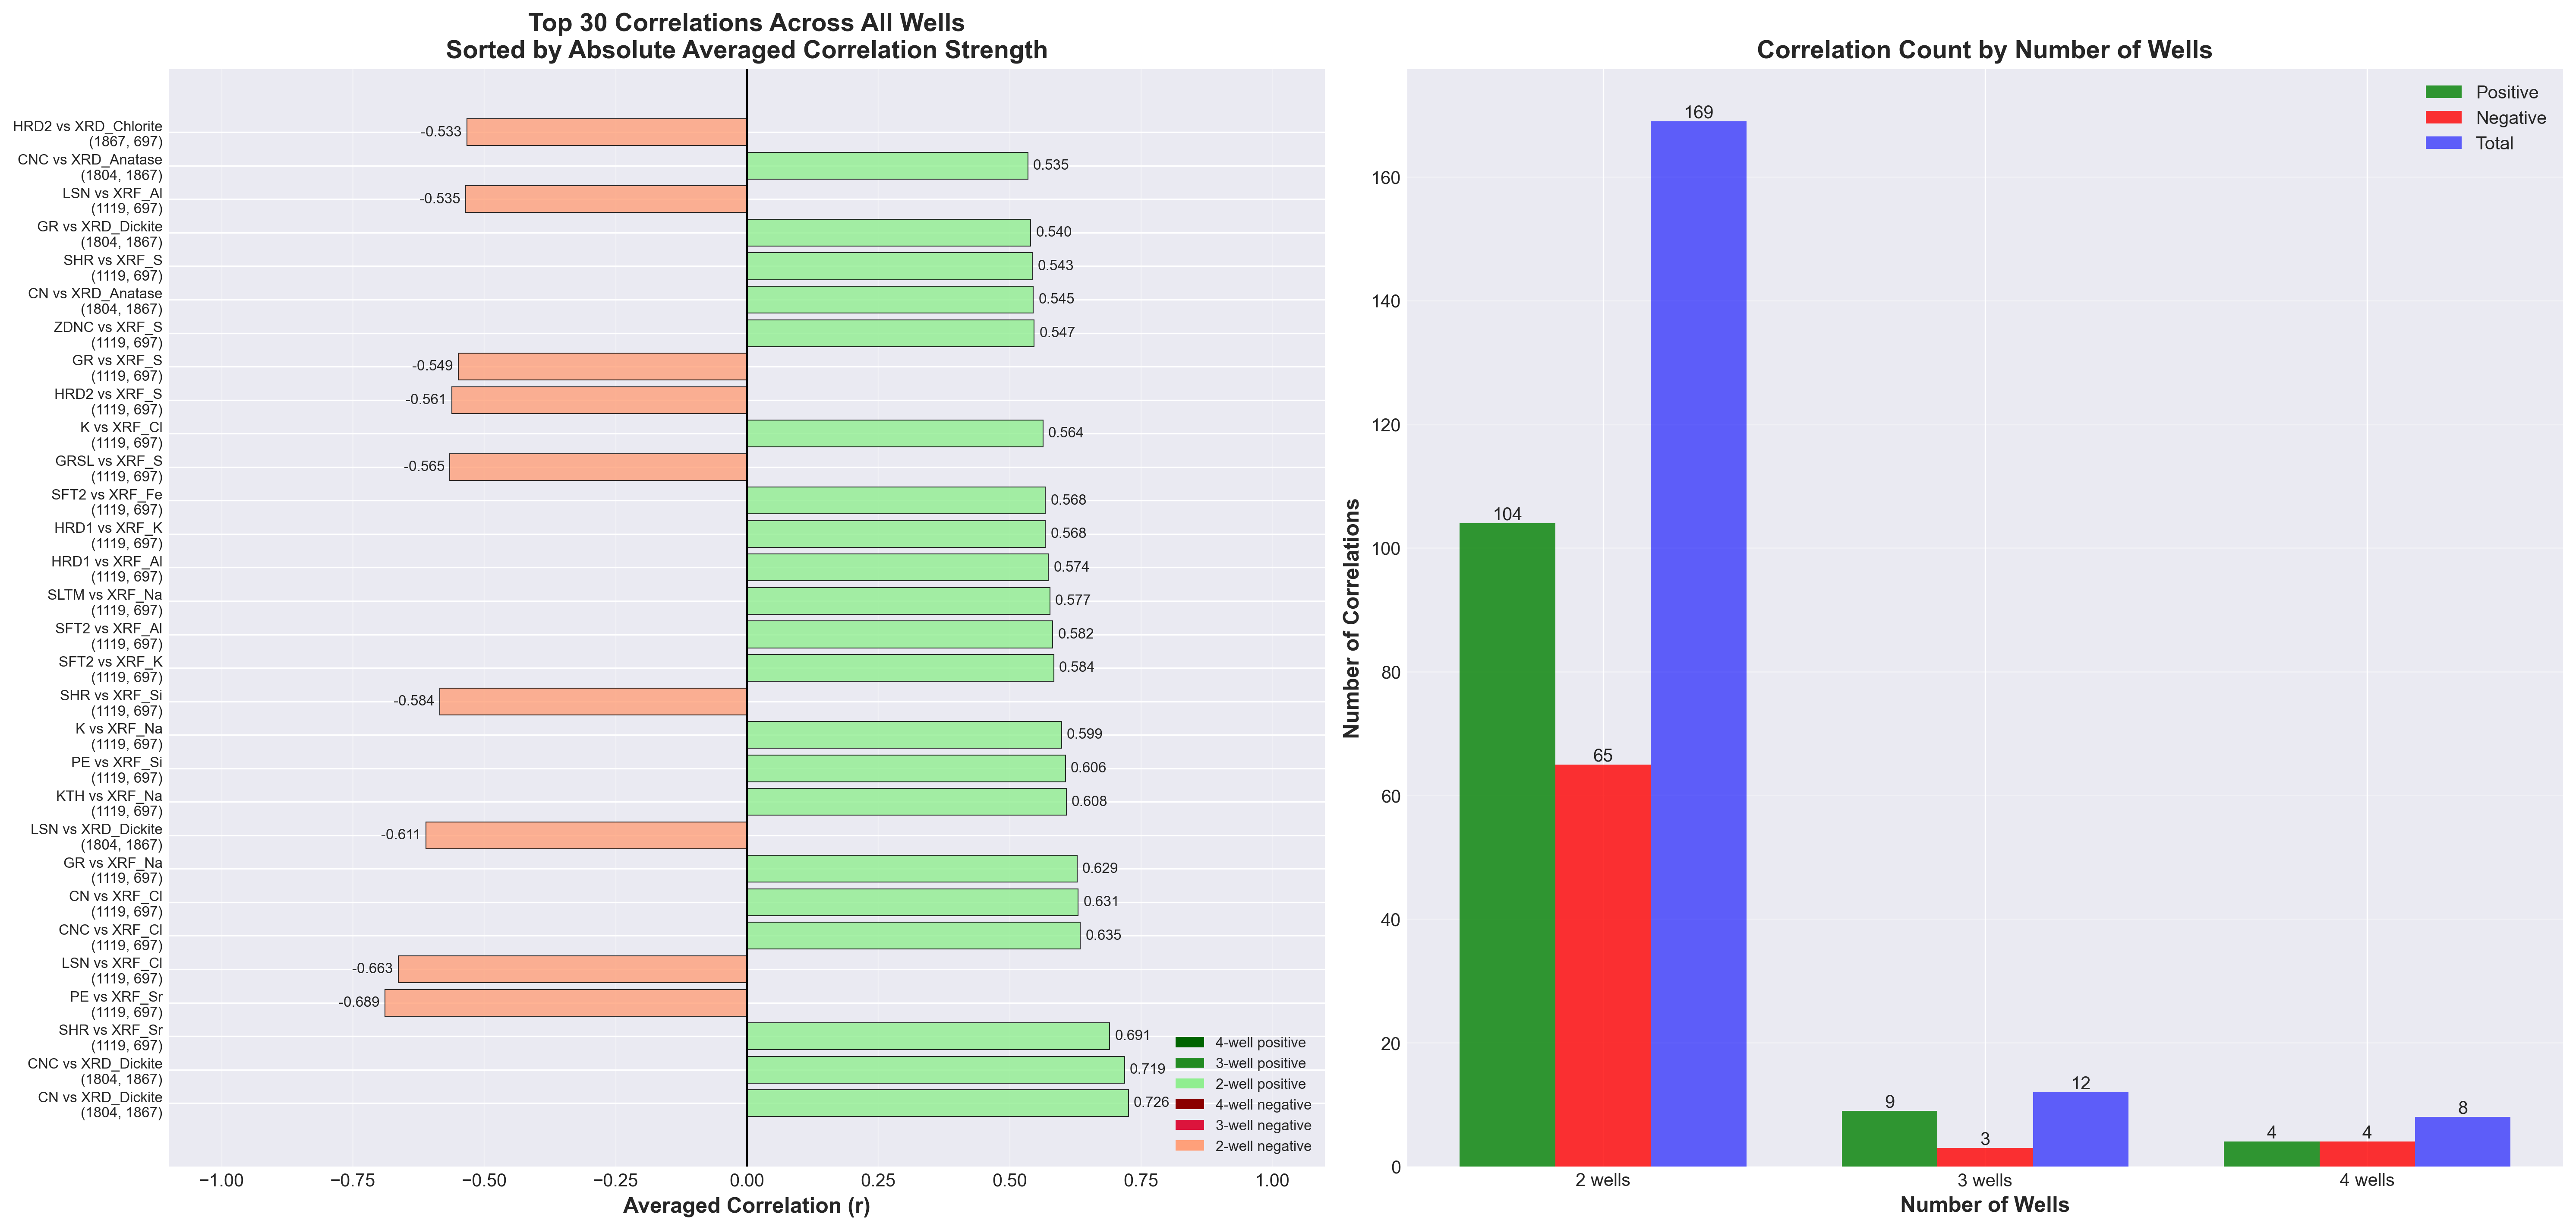 Top 30 Correlations Across All Wells
Sorted by Absolute Averaged Correlation Strength
HRD2 vs XRD_Chlorite
(1867, 697)
-0.533
CNC vs XRD_Anatase
(1804, 1867)
0.535
LSN vs XRF_Al
(1119, 697)
-0.535
GR vs XRD_Dickite
(1804, 1867)
0.540
SHR vs XRF_S
(1119, 697)
0.543
CN vs XRD_Anatase
(1804, 1867)
0.545
ZDNC vs XRF_S
(1119, 697)
0.547
GR vs XRF_S
(1119, 697)
-0.549
HRD2 vs XRF_S
(1119, 697)
-0.561
K vs XRF_Cl
(1119, 697)
0.564
GRSL vs XRF_S
(1119, 697)
-0.565
SFT2 vs XRF_Fe
(1119, 697)
0.568
HRD1 vs XRF_K
(1119, 697)
0.568
HRD1 vs XRF_Al
(1119, 697)
0.574
SLTM vs XRF_Na
(1119, 697)
0.577
SFT2 vs XRF_Al
(1119, 697)
0.582
SFT2 vs XRF_K
(1119, 697)
0.584
SHR vs XRF_Si
(1119, 697)
-0.584
K vs XRF_Na
(1119, 697)
0.599
PE vs XRF_Si
(1119, 697)
0.606
KTH vs XRF_Na
(1119, 697)
0.608
LSN vs XRD_Dickite
(1804, 1867)
-0.611
GR vs XRF_Na
(1119, 697)
0.629
CN vs XRF_Cl
(1119, 697)
0.631
CNC vs XRF_Cl
(1119, 697)
0.635
LSN vs XRF_Cl
(1119, 697)
-0.663
PE vs XRF_Sr
(1119, 697)
-0.689
SHR vs XRF_Sr
(1119, 697)
0.691
CNC vs XRD_Dickite
(1804, 1867)
0.719
CN vs XRD_Dickite
(1804, 1867)
0.726
4-well positive
3-well positive
2-well positive
4-well negative
3-well negative
2-well negative
−1.00 −0.75 −0.50 −0.25 0.00 0.25 0.50 0.75 1.00
Averaged Correlation (r)
Correlation Count by Number of Wells
Positive
Negative
Total
Number of Correlations
160
140
120
100
80
60
40
20
0
104
65
169
9
3
12
4
4
8
2 wells 3 wells 4 wells
Number of Wells